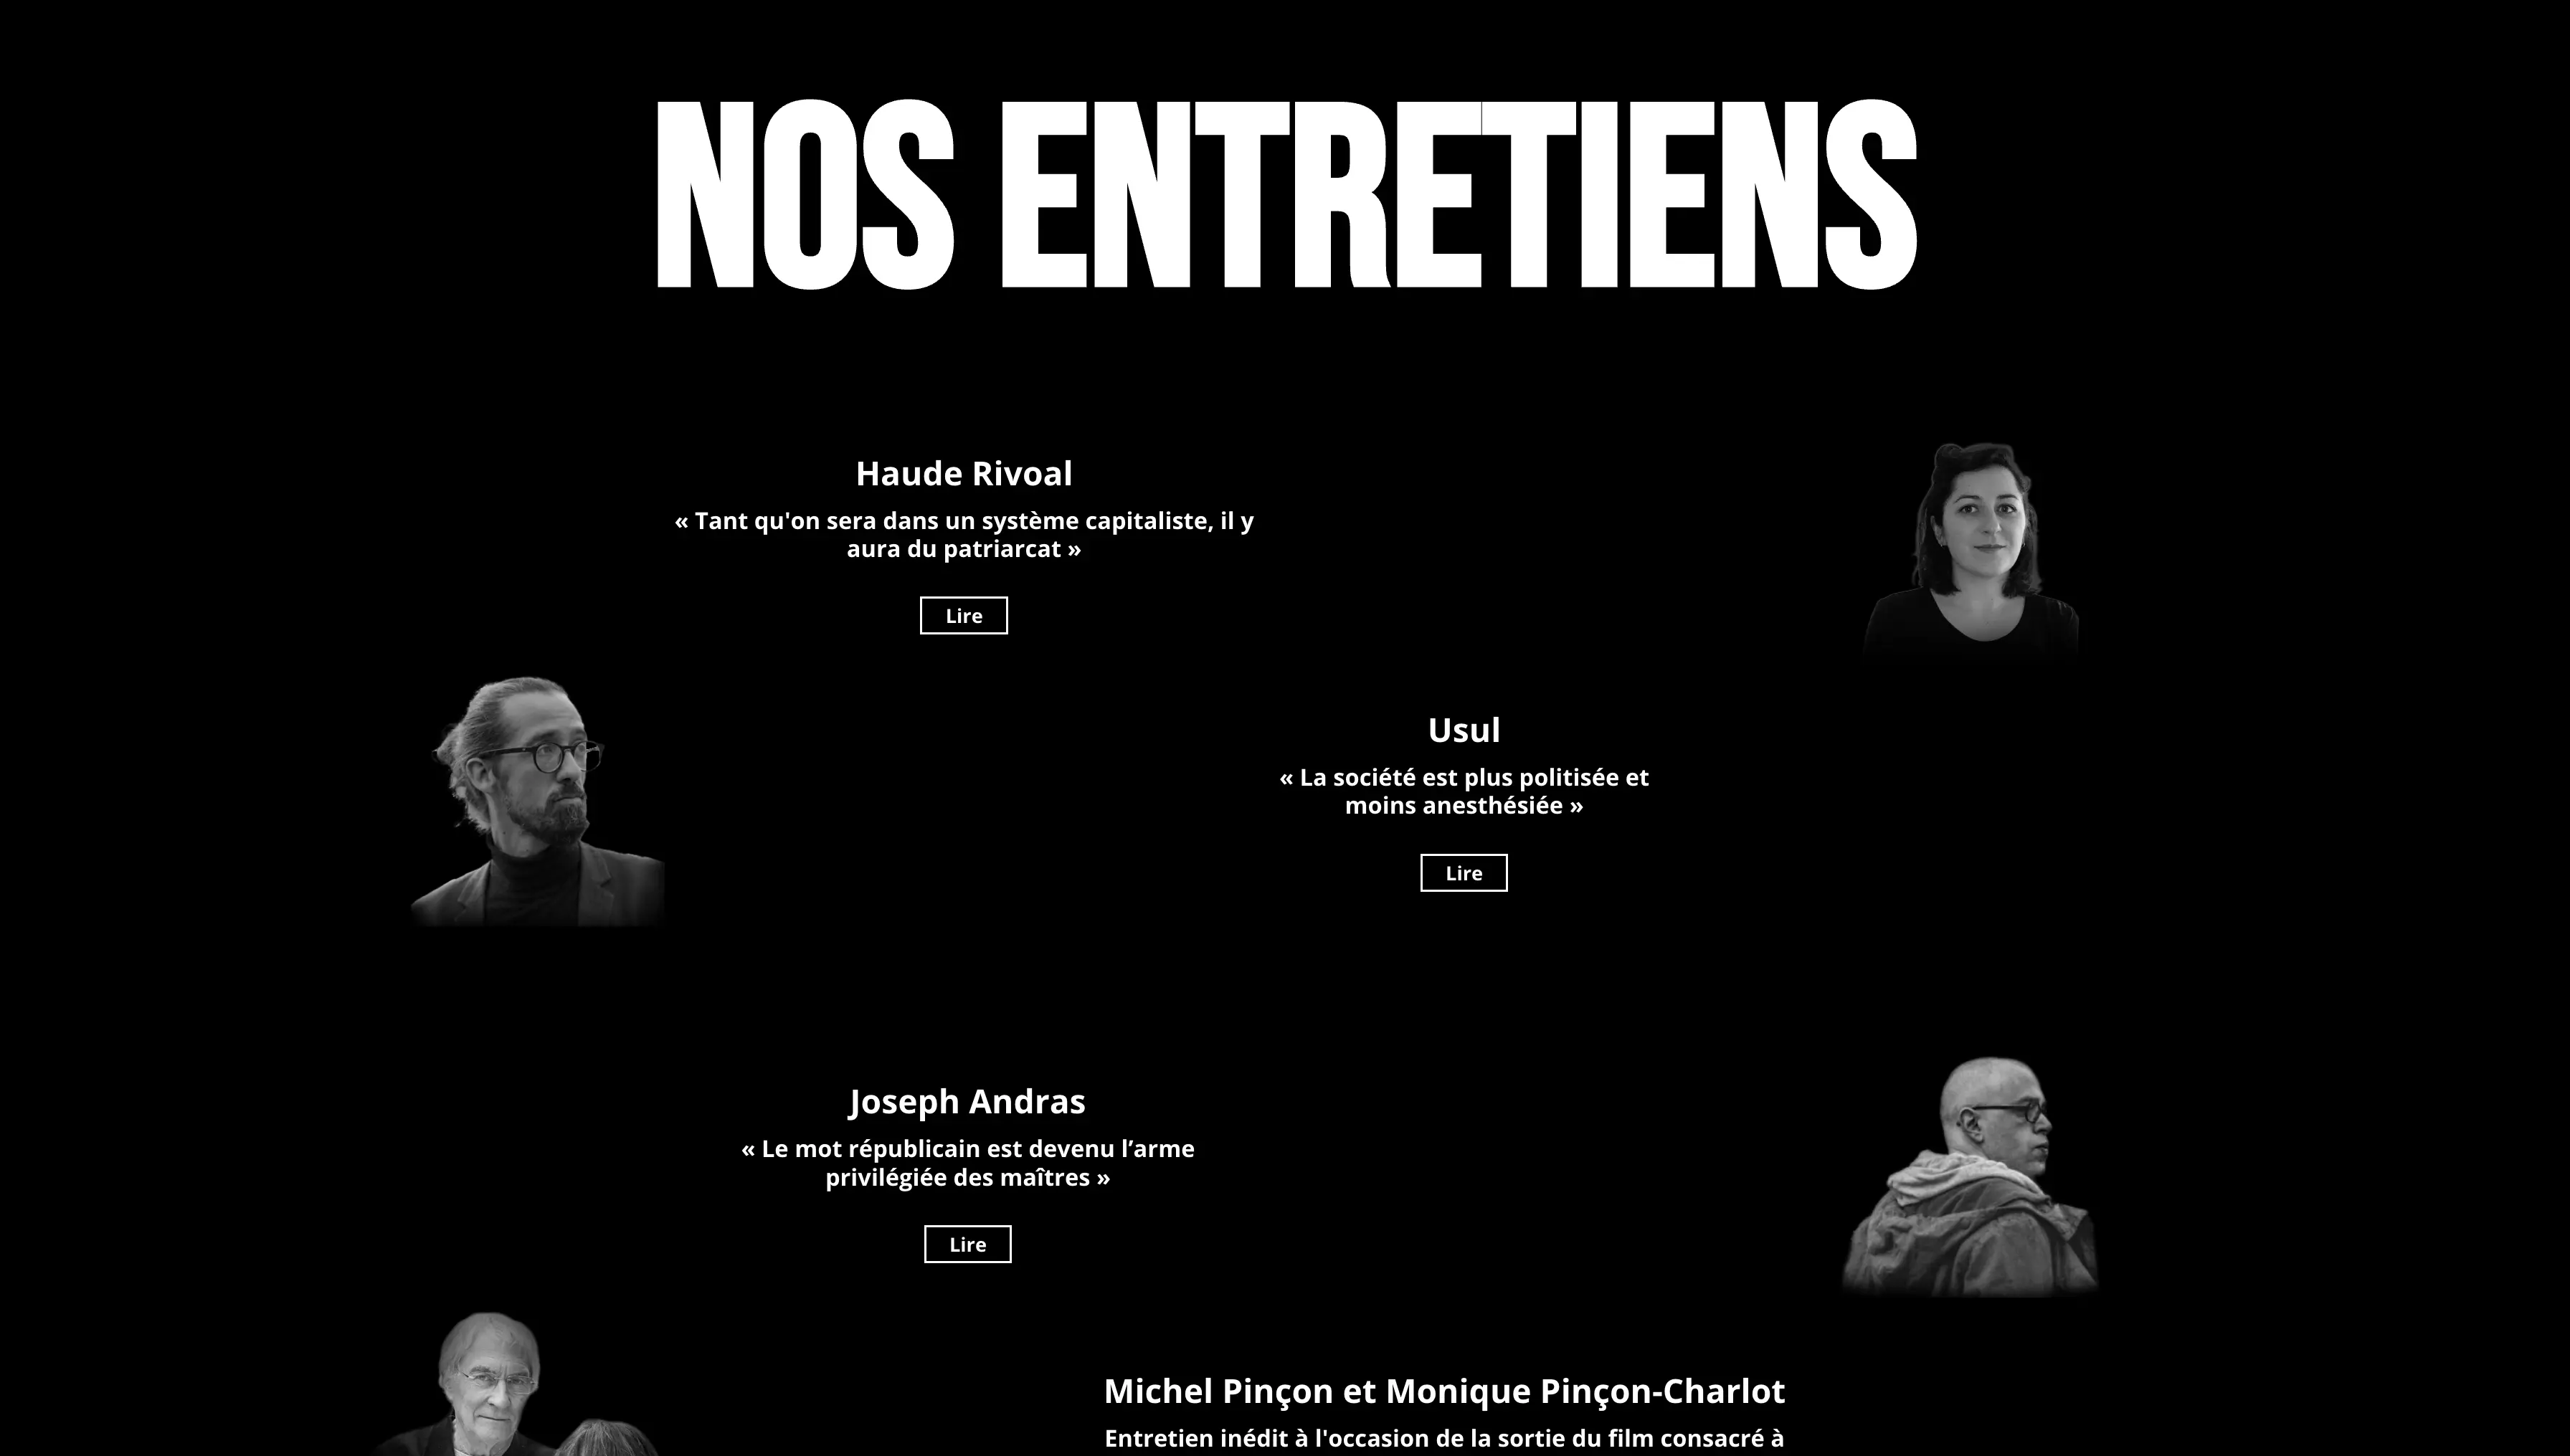 NOS ENTRETIENS
Haude Rivoal
« Tant qu'on sera dans un système capitaliste, il y
aura du patriarcat »
Lire
Usul
« La société est plus politisée et
moins anesthésiée »
Lire
Joseph Andras
« Le mot républicain est devenu l’arme
privilégiée des maîtres »
Lire
Michel Pinçon et Monique Pinçon-Charlot
Entretien inédit à l'occasion de la sortie du film consacré à